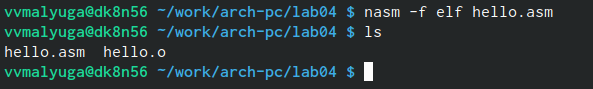 vvmalyuga@dk8n56 ~/work/arch-pc/lab04 $ nasm -f elf hello.asm
vvmalyuga@dk8n56 ~/work/arch-pc/lab04 $ ls
hello.asm  hello.o
vvmalyuga@dk8n56 ~/work/arch-pc/lab04 $